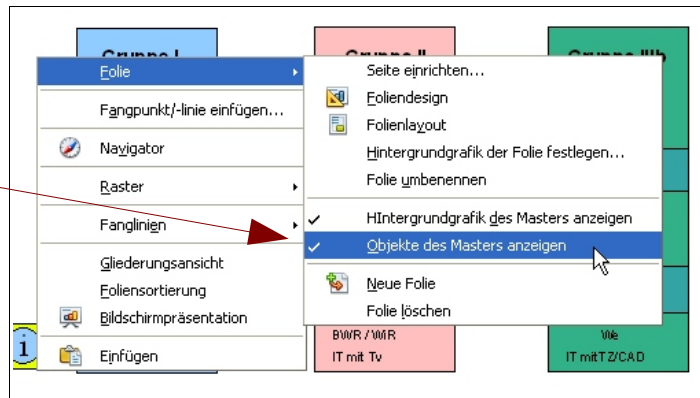 Gruppe I
Gruppe II
Gruppe IIIb
Folie
Fangpunkt/-linie einfügen...
Navigator
Raster
Fanglinien
Gliederungsansicht
Foliensortierung
Bildschirmpräsentation
Einfügen
Seite einrichten...
Foliendesign
Folienlayout
Hintergrundgrafik der Folie festlegen...
Folie umbenennen
HIntergrundgrafik des Masters anzeigen
Objekte des Masters anzeigen
Neue Folie
Folie löschen
i
BWR / WR
IT mit Tv
We
IT mitTZ/CAD